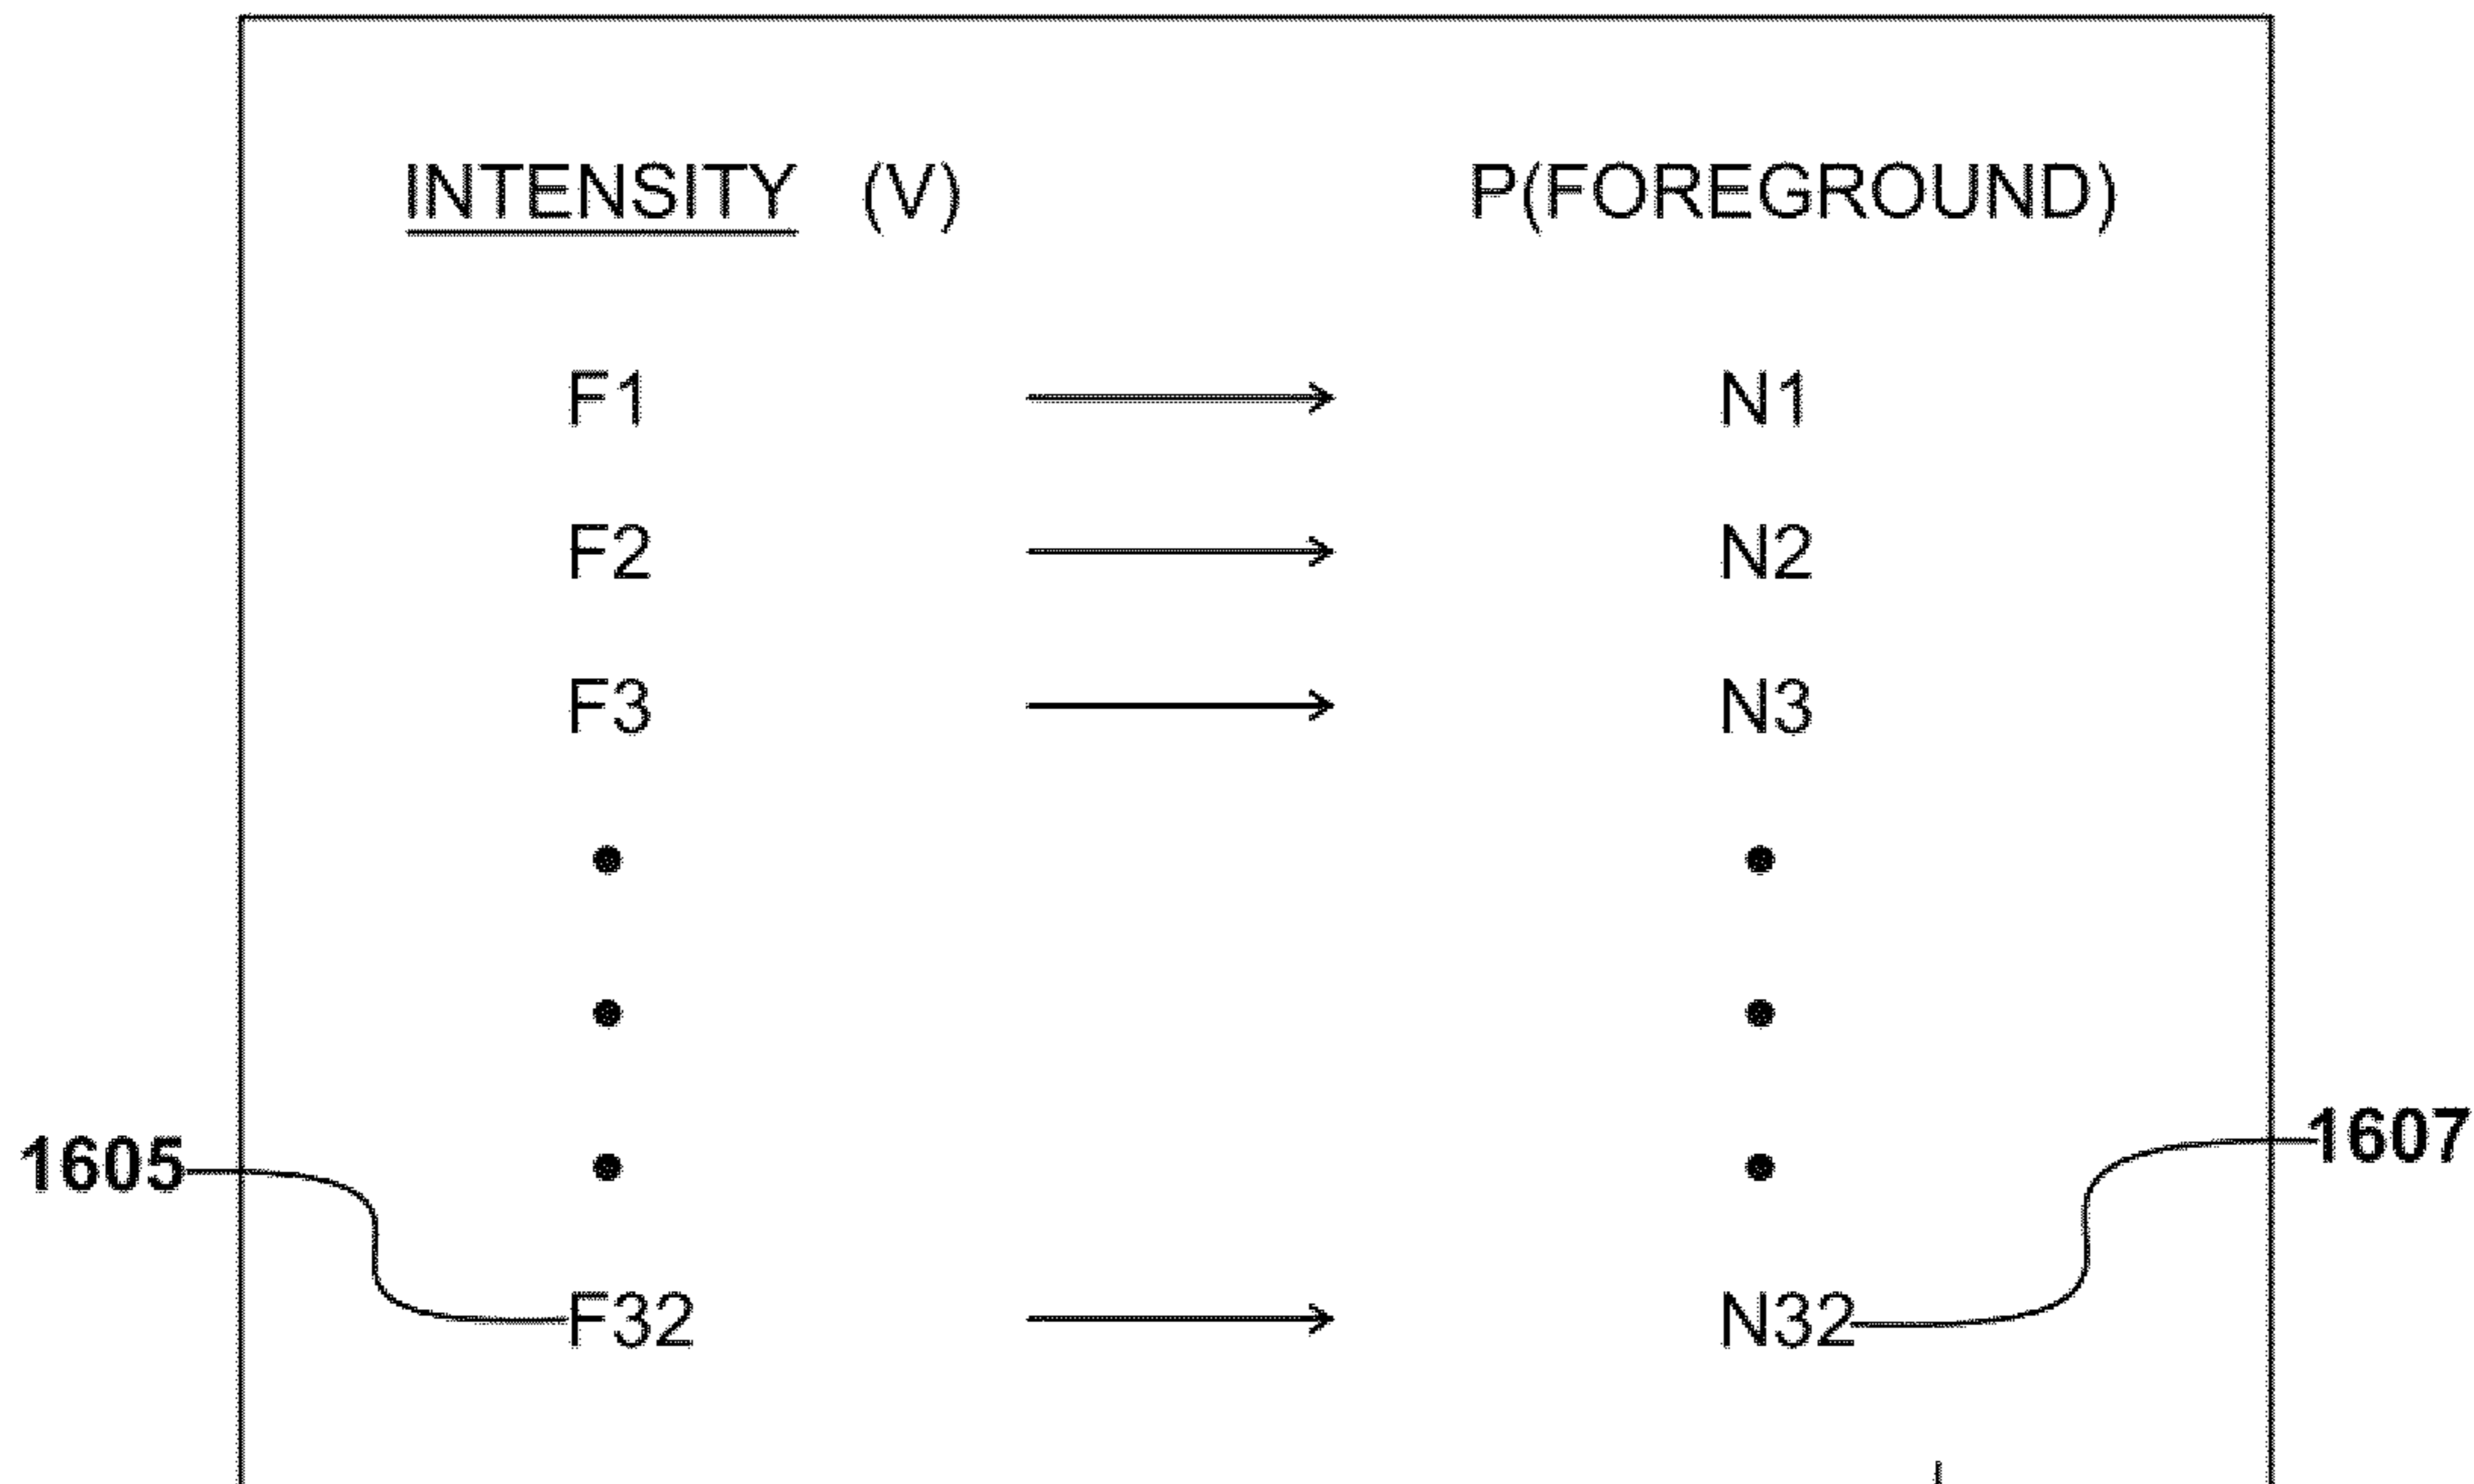 INTENSITY (V) P(FOREGROUND)
F1 N1
F2 N2
F3 N3
1605 1607
F32 N32